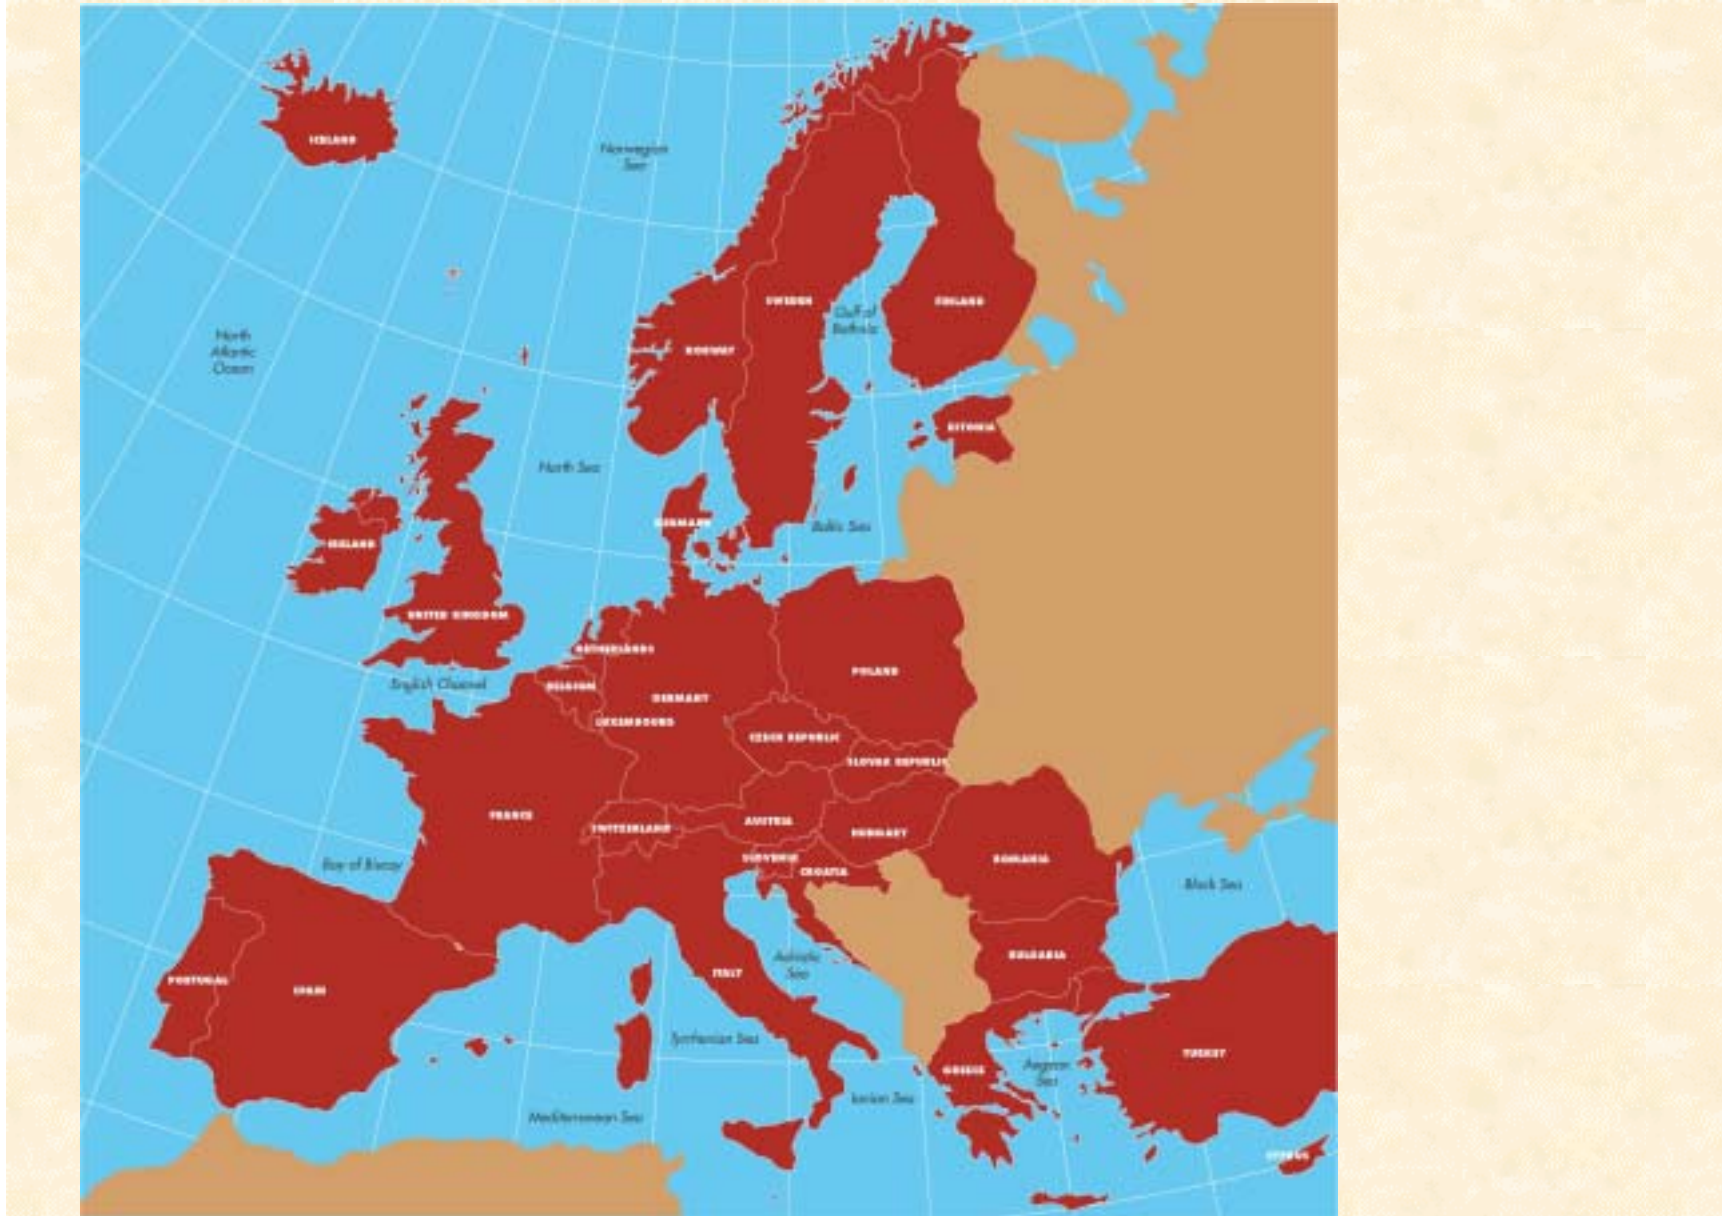 ICELAND
Norwegian
Sea
SWEDEN
FINLAND
Gulf of
Bothnia
North
Atlantic
Ocean
NORWAY
ESTONIA
North Sea
DENMARK
Baltic Sea
IRELAND
UNITED KINGDOM
NETHERLANDS
POLAND
English Channel
BELGIUM
GERMANY
LUXEMBOURG
CZECH REPUBLIC
SLOVAK REPUBLIC
FRANCE
SWITZERLAND
AUSTRIA
HUNGARY
Bay of Biscay
SLOVENIE
CROATIA
ROMANIA
Black Sea
BULGARIA
Adriatic
Sea
ITALY
PORTUGAL
SPAIN
Tyrrhenian Sea
TURKEY
GREECE
Aegean
Sea
Ionian Sea
Mediterranean Sea
CYPRUS